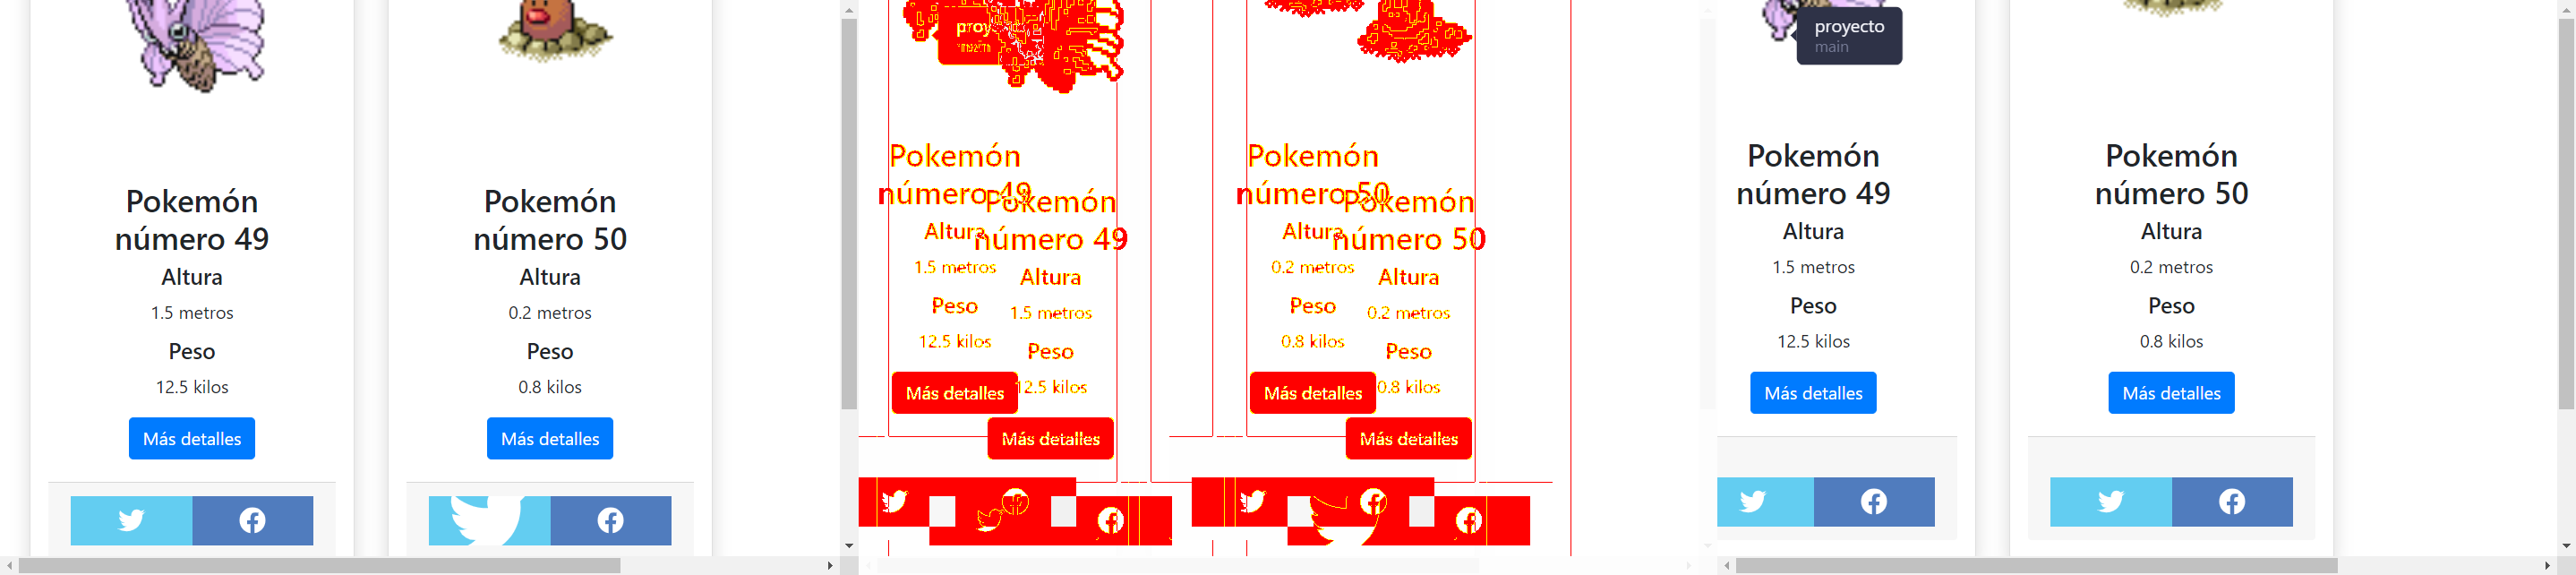 Pokemón
número 49
Altura
1.5 metros
Peso
12.5 kilos
Más detalles
Pokemón
número 50
Altura
0.2 metros
Peso
0.8 kilos
Más detalles
proy
Pokemón
número 49
Altura
1.5 metros
Peso
12.5 kilos
Más detalles
Pokemón
número 49
Altura
1.5 metros
Peso
12.5 kilos
Más detalles
Pokemón
número 50
Altura
0.2 metros
Peso
0.8 kilos
Más detalles
Pokemón
número 50
Altura
0.2 metros
Peso
0.8 kilos
Más detalles
proyecto
main
Pokemón
número 49
Altura
1.5 metros
Peso
12.5 kilos
Más detalles
Pokemón
número 50
Altura
0.2 metros
Peso
0.8 kilos
Más detalles